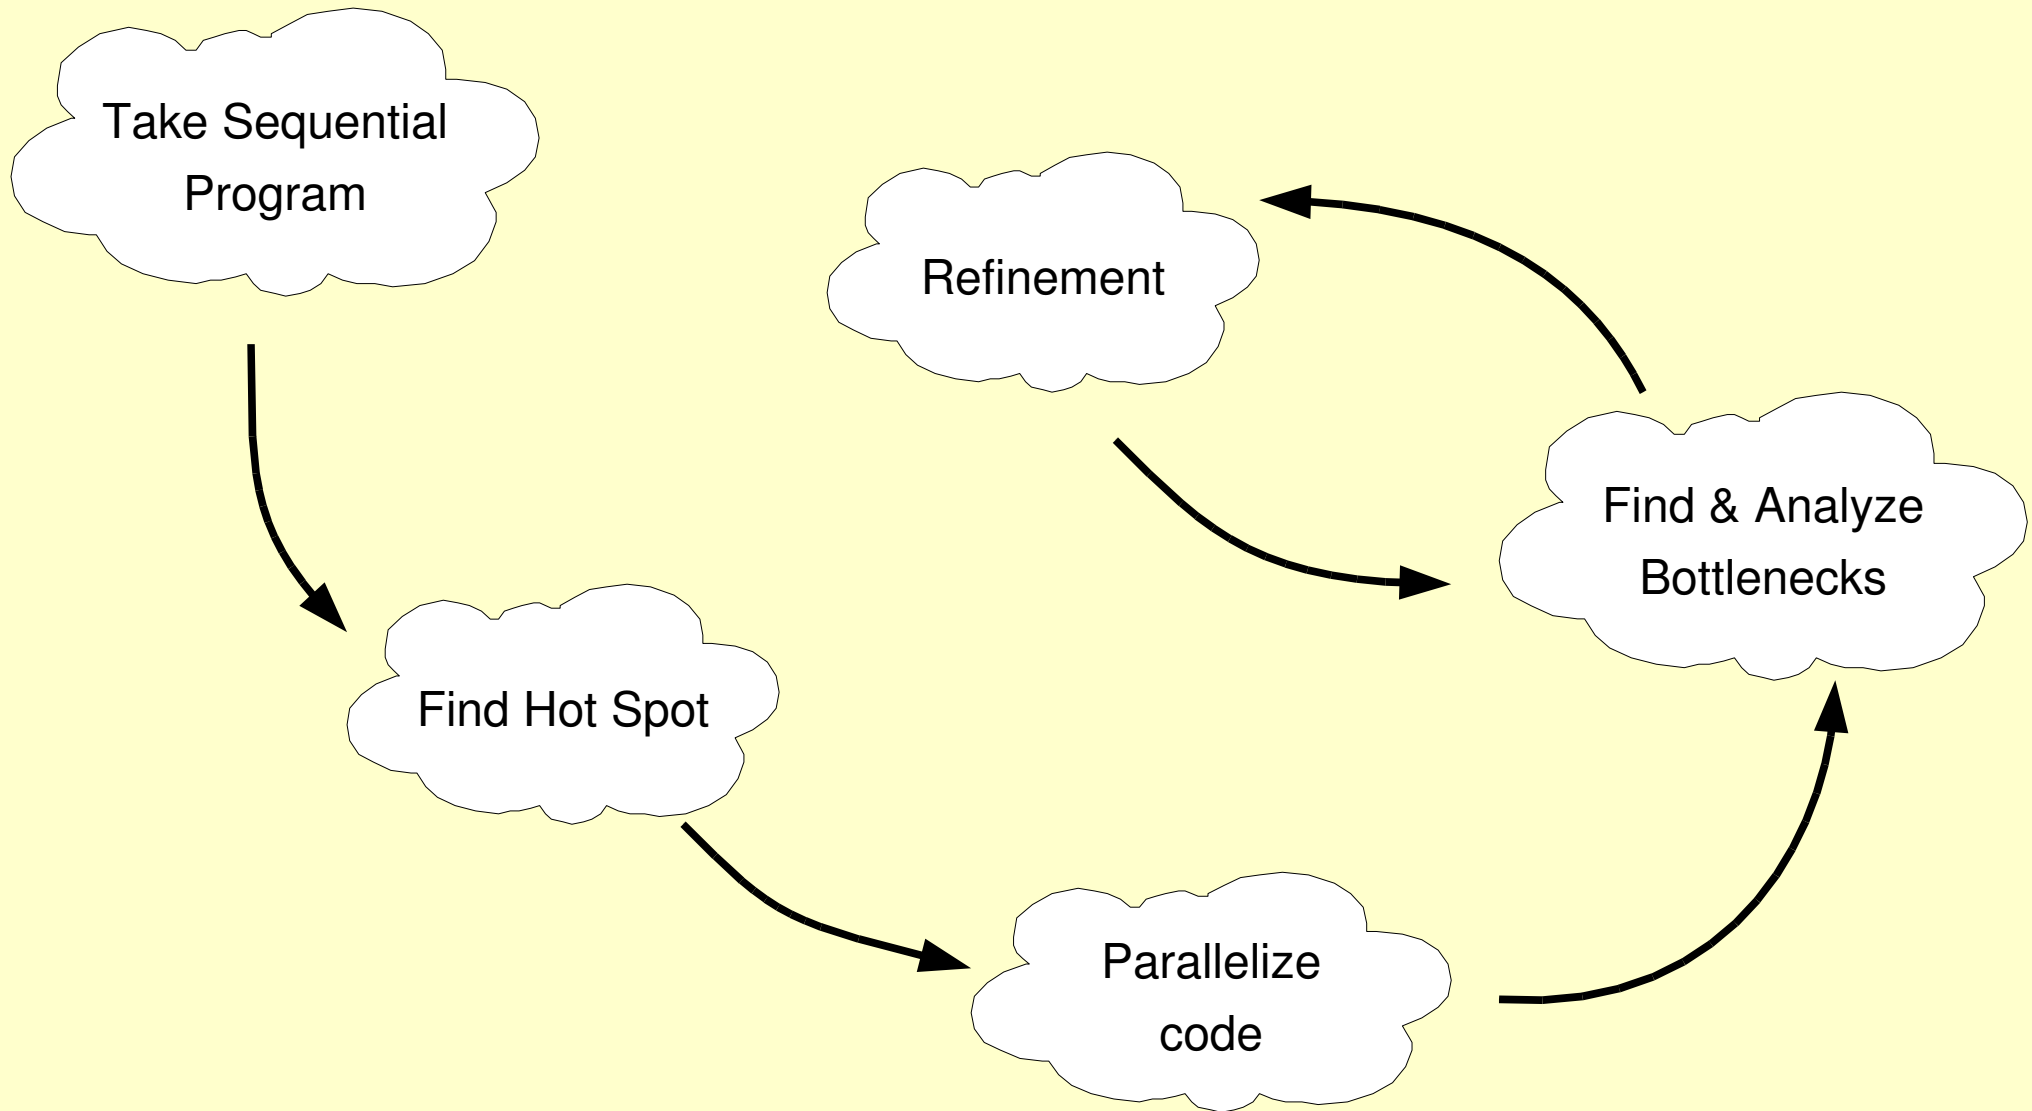 Take Sequential
Program
Refinement
Find & Analyze
Bottlenecks
Find Hot Spot
Parallelize
code